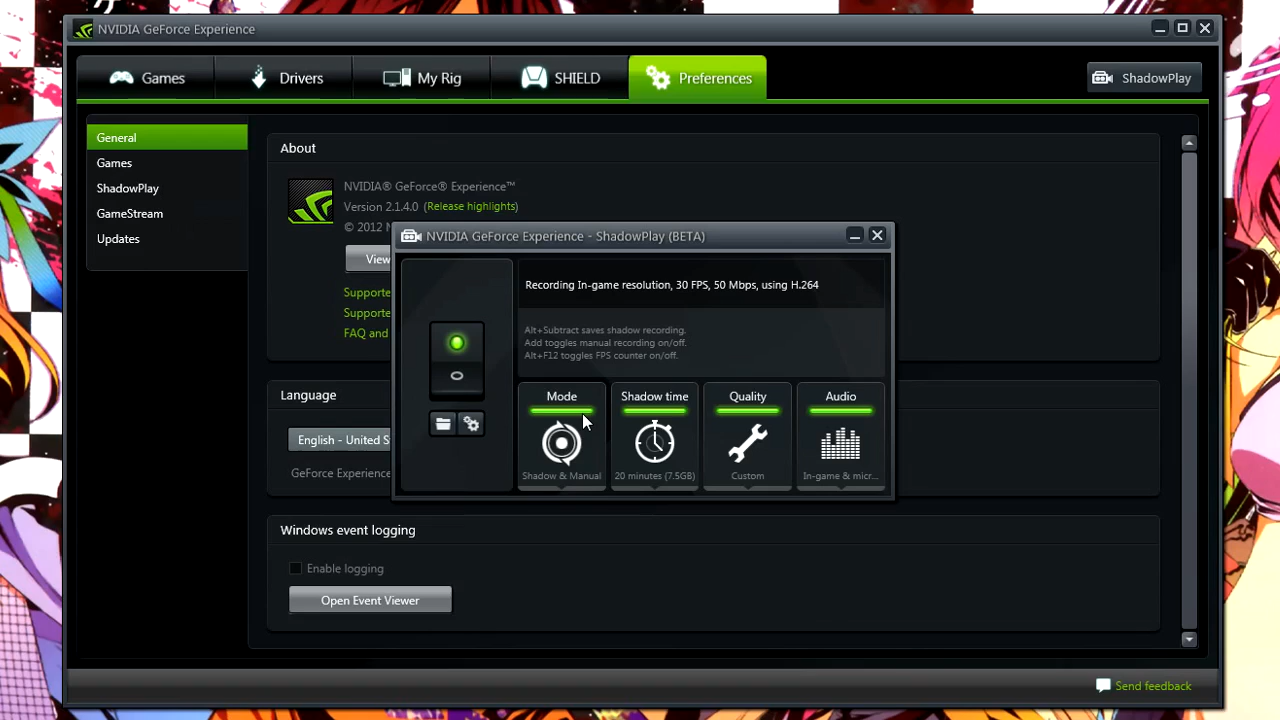 NVIDIA GeForce Experience
Games
Drivers
My Rig
SHIELD
Preferences
ShadowPlay
General
Games
ShadowPlay
GameStream
Updates
About
NVIDIA® GeForce® Experience™
Version 2.1.4.0 (Release highlights)
© 2012 N
View
Supporte
Supporte
FAQ and
NVIDIA GeForce Experience - ShadowPlay (BETA)
Recording In-game resolution, 30 FPS, 50 Mbps, using H.264
Alt+Subtract saves shadow recording.
Add toggles manual recording on/off.
Alt+F12 toggles FPS counter on/off.
Mode
Shadow time
Quality
Audio
Shadow & Manual
20 minutes (7.5GB)
Custom
In-game & micr...
Language
English - United S
GeForce Experience
Windows event logging
Enable logging
Open Event Viewer
Send feedback